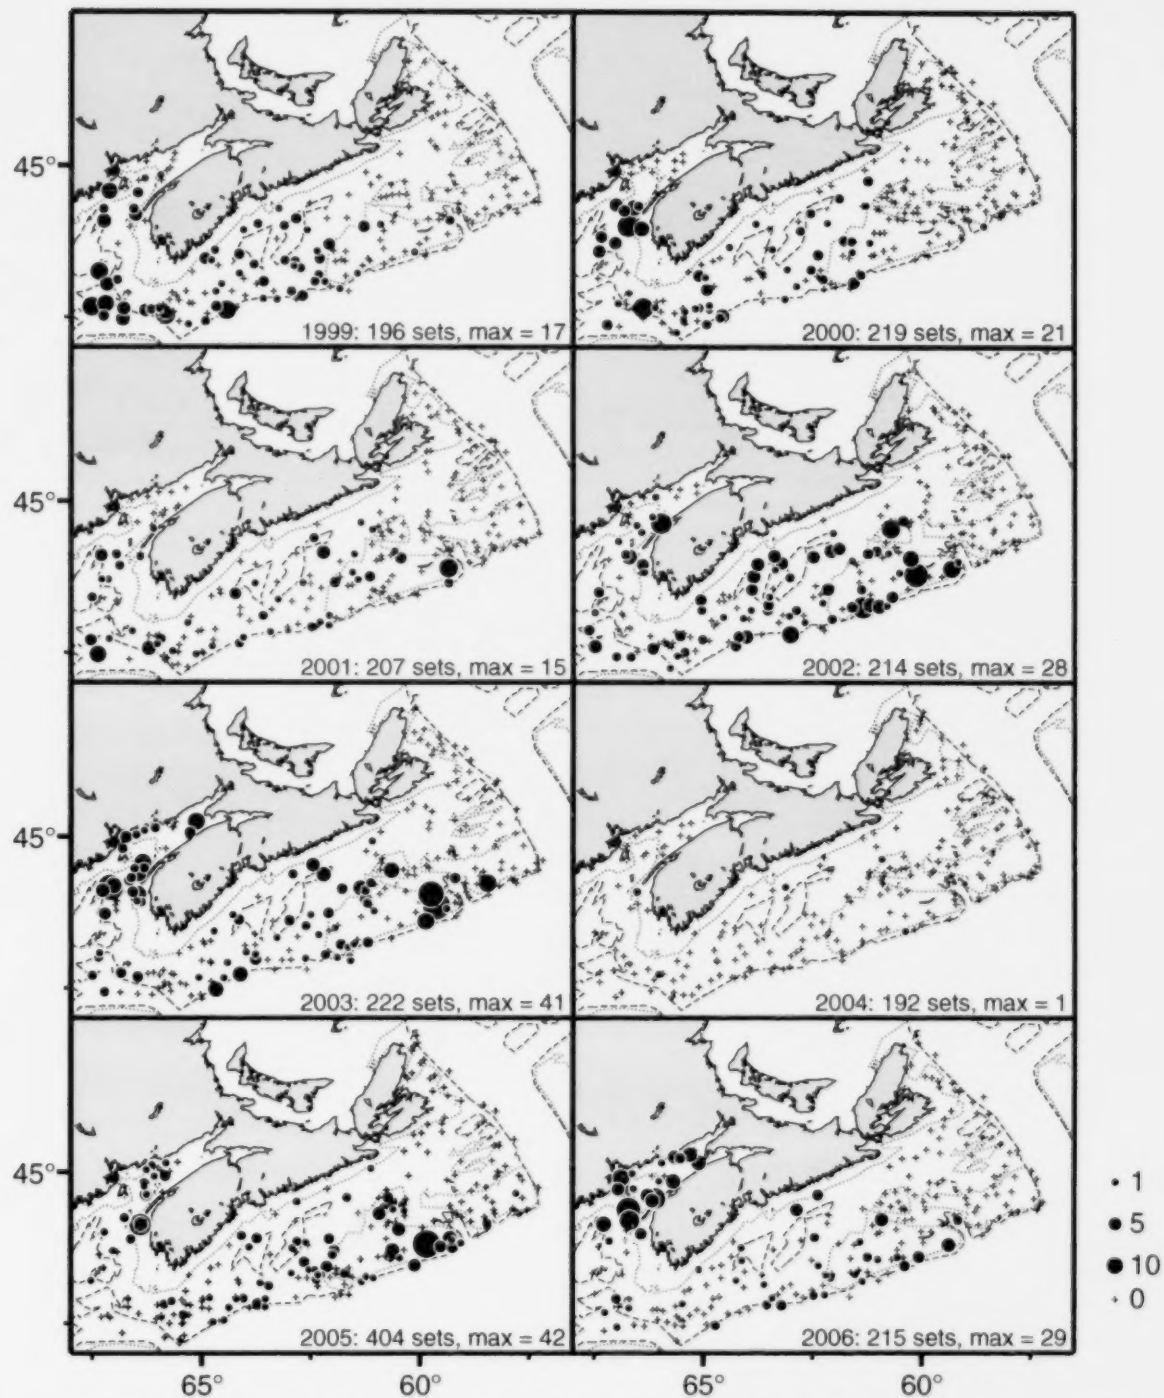 45°
1999: 196 sets, max = 17
2000: 219 sets, max = 21
45°
2001: 207 sets, max = 15
2002: 214 sets, max = 28
45°
2003: 222 sets, max = 41
2004: 192 sets, max = 1
45°
2005: 404 sets, max = 42
2006: 215 sets, max = 29
1
5
10
0
65°
60°
65°
60°